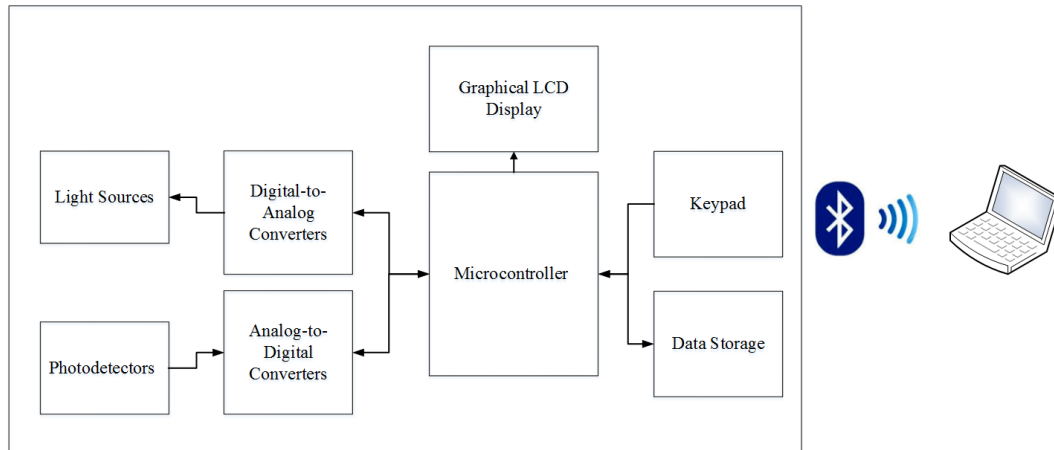 Graphical LCD
Display
Light Sources
Digital-to-
Analog
Converters
Keypad
Microcontroller
Photodetectors
Analog-to-
Digital
Converters
Data Storage